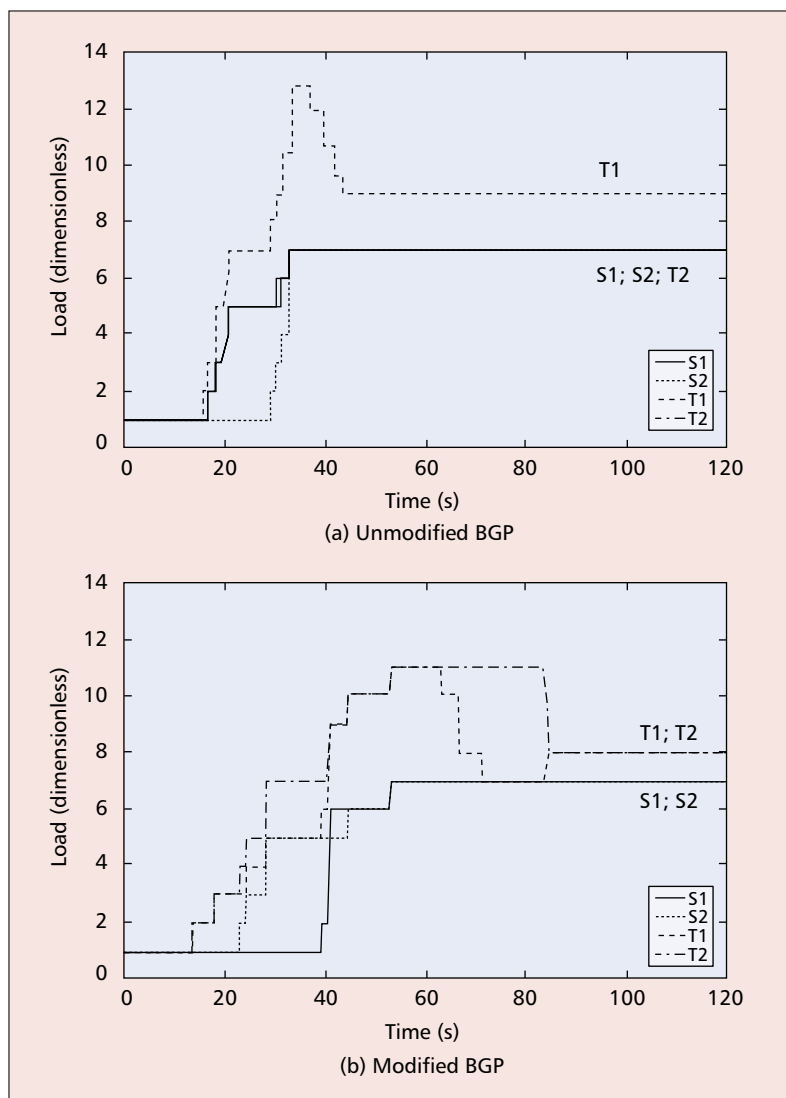 14
12
10
8
6
4
2
0
Load (dimensionless)
T1
S1; S2; T2
S1
S2
T1
T2
0 20 40 60 80 100 120
Time (s)
(a) Unmodified BGP
14
12
10
8
6
4
2
0
Load (dimensionless)
T1; T2
S1; S2
S1
S2
T1
T2
0 20 40 60 80 100 120
Time (s)
(b) Modified BGP